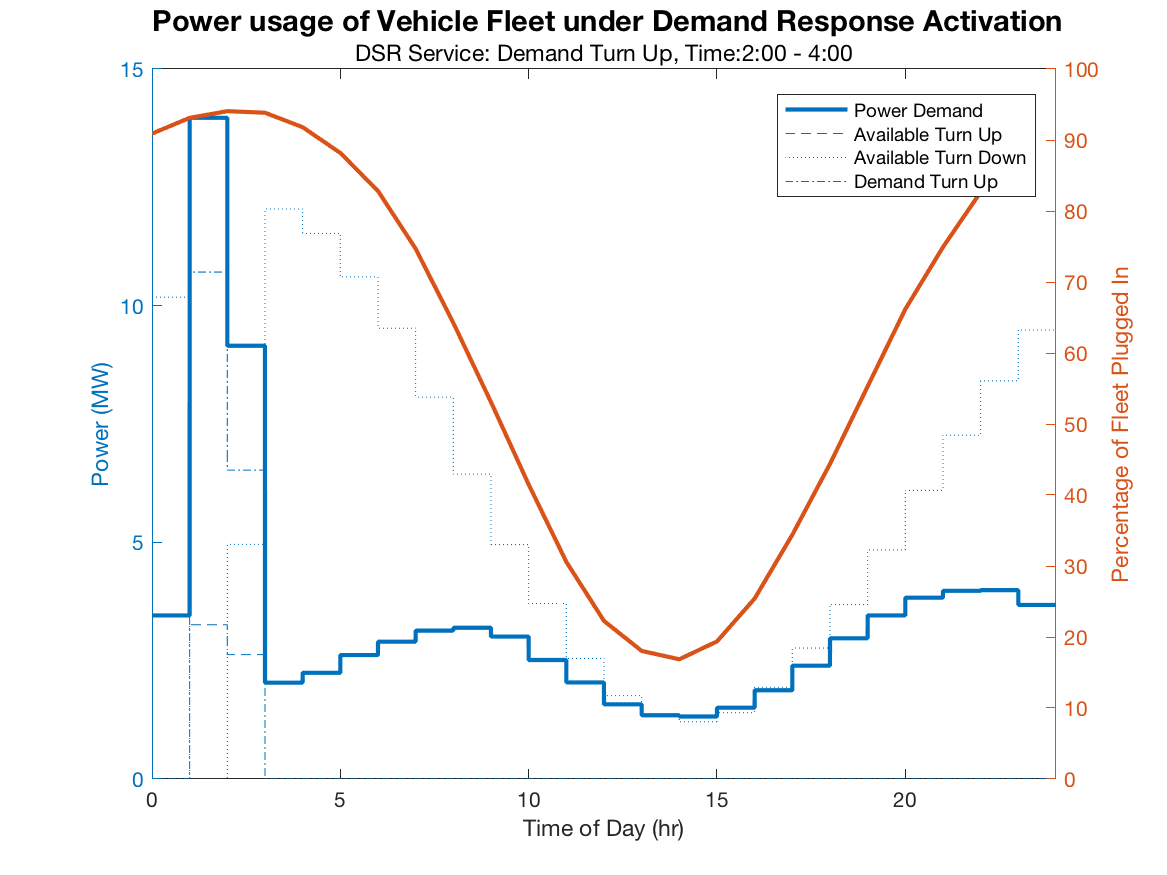 Power usage of Vehicle Fleet under Demand Response Activation
DSR Service: Demand Turn Up, Time:2:00 - 4:00
15
10
5
0
Power (MW)
100
90
80
70
60
50
40
30
20
10
0
Percentage of Fleet Plugged In
Power Demand
Available Turn Up
Available Turn Down
Demand Turn Up
0
5
10
15
20
Time of Day (hr)